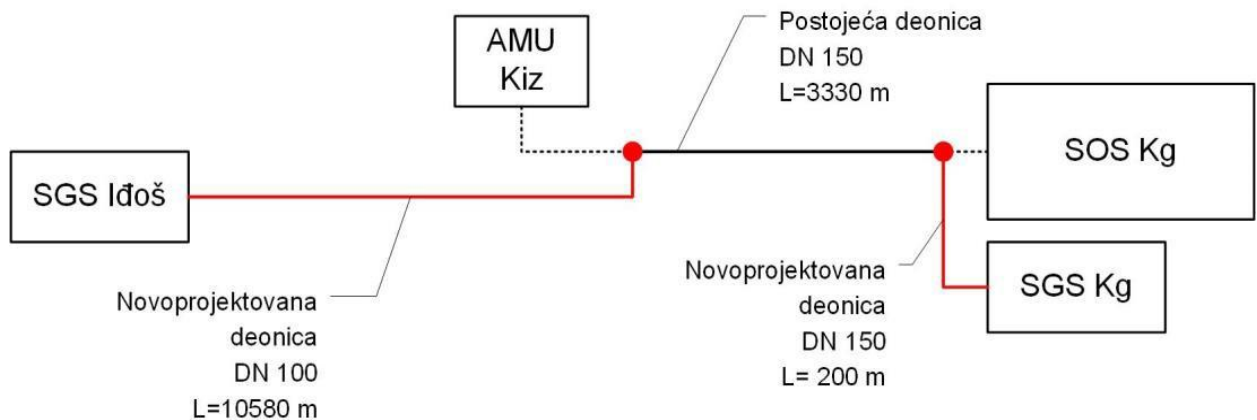 AMU
Kiz
Postojeća deonica
DN 150
L=3330 m
SGS Iđoš
SOS Kg
Novoprojektovana
deonica
DN 100
L=10580 m
Novoprojektovana
deonica
DN 150
L= 200 m
SGS Kg